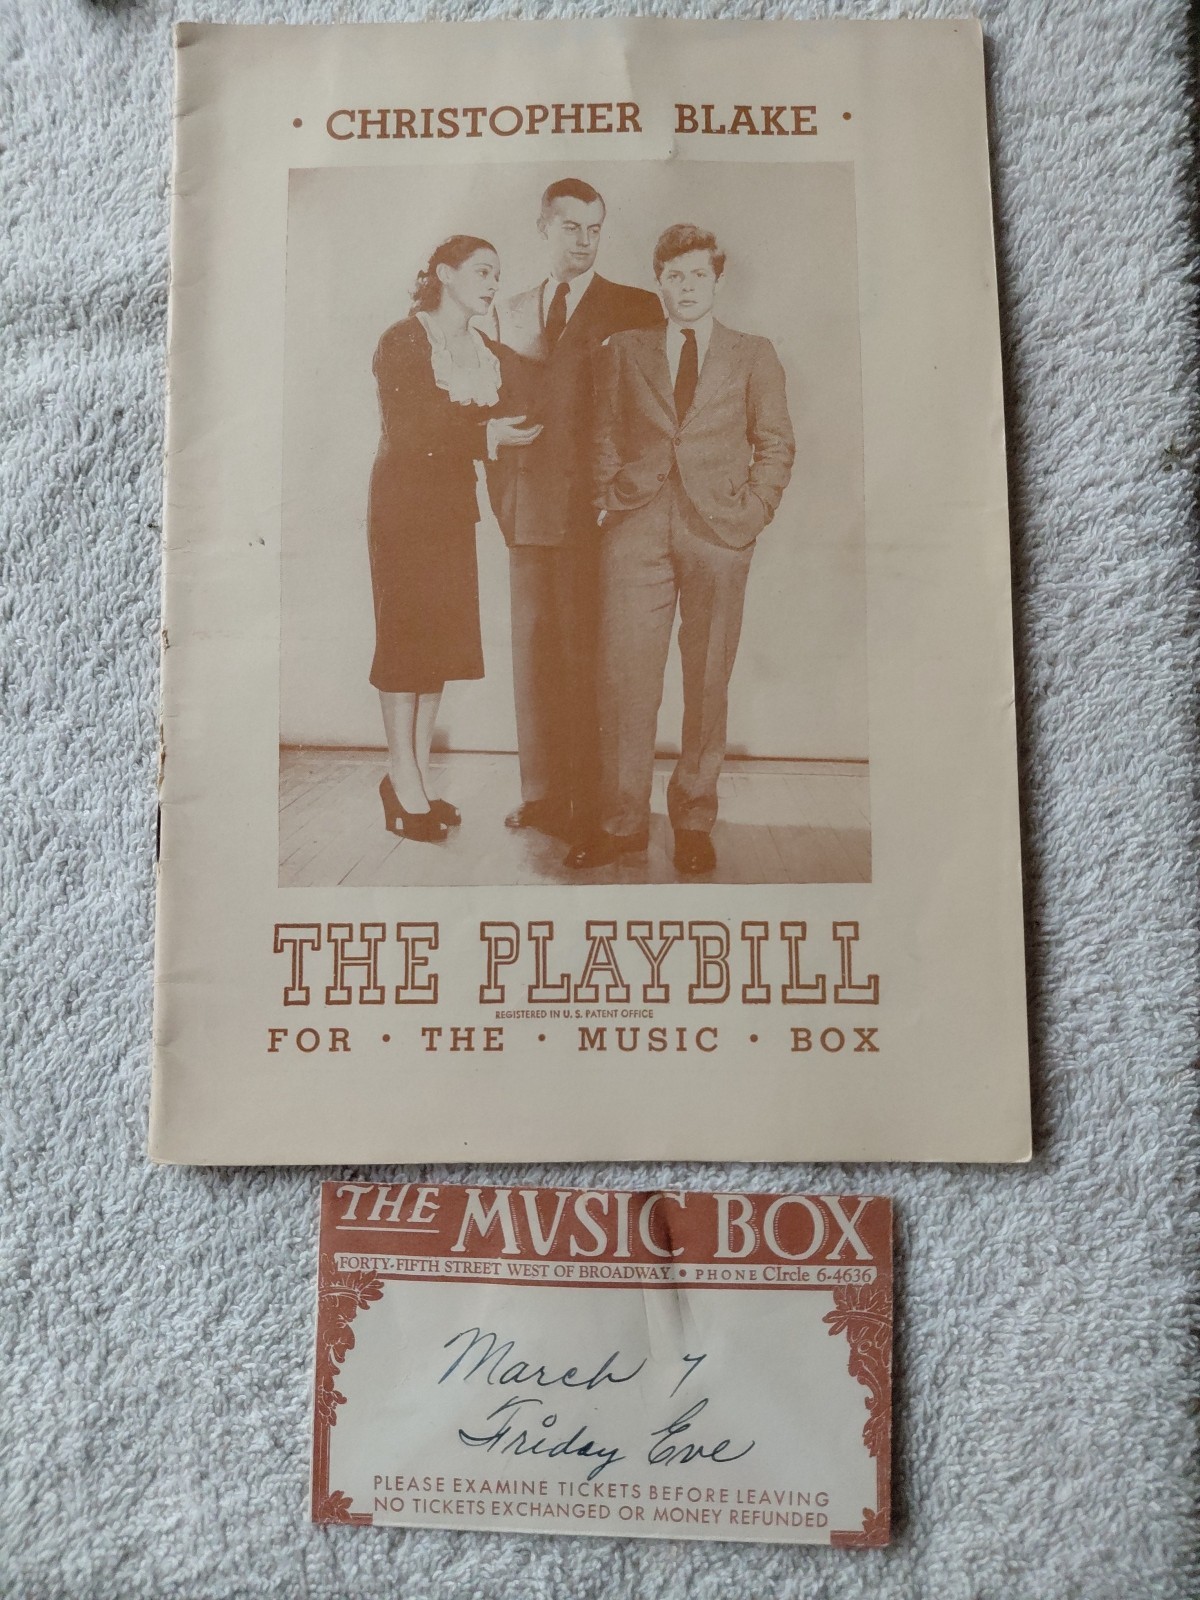 • CHRISTOPHER BLAKE •
THE PLAYBILL
REGISTERED IN U. S. PATENT OFFICE
FOR • THE • MUSIC • BOX
THE MVSIC BOX
FORTY-FIFTH STREET WEST OF BROADWAY. • PHONE CIrcle 6-4636
March 7
Friday Eve
PLEASE EXAMINE TICKETS BEFORE LEAVING
NO TICKETS EXCHANGED OR MONEY REFUNDED